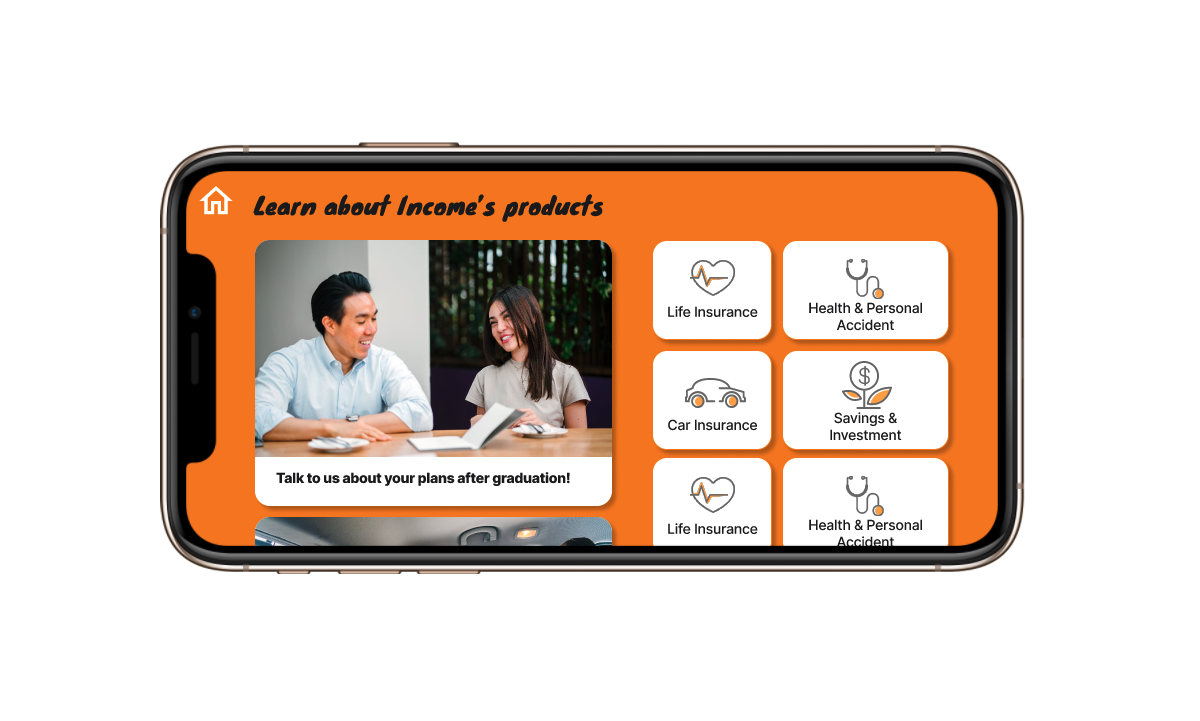 Learn about Income's products
Talk to us about your plans after graduation!
Life Insurance
Health & Personal
Accident
Car Insurance
Savings &
Investment
Life Insurance
Health & Personal
Accident